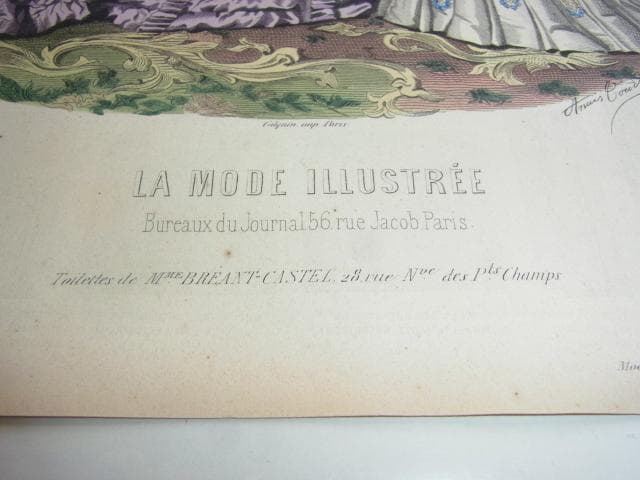 Anais
imp. Paris
LA MODE ILLUSTRÉE
Bureaux du Journal 56. rue Jacob Paris.
Toilettes de MME BRÉANT-CASTEL, 28, rue Nve des Pts Champs